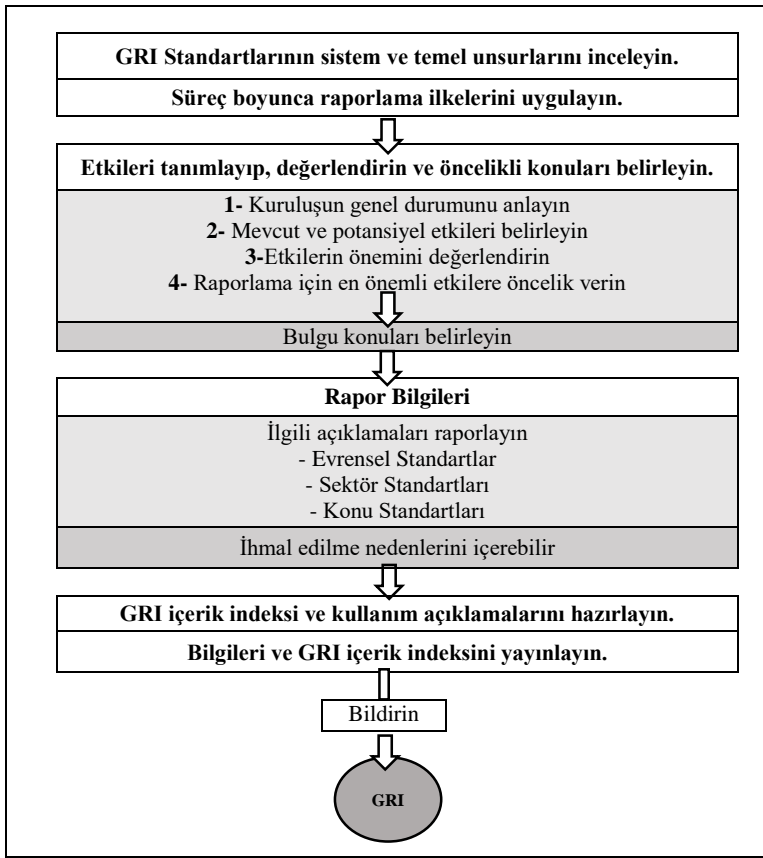 GRI Standartlarının sistem ve temel unsurlarını inceleyin.
Süreç boyunca raporlama ilkelerini uygulayın.
Etkileri tanımlayıp, değerlendirin ve öncelikli konuları belirleyin.
1- Kuruluşun genel durumunu anlayın
2- Mevcut ve potansiyel etkileri belirleyin
3-Etkilerin önemini değerlendirin
4- Raporlama için en önemli etkilere öncelik verin
Bulgu konuları belirleyin
Rapor Bilgileri
İlgili açıklamaları raporlayın
- Evrensel Standartlar
- Sektör Standartları
- Konu Standartları
İhmal edilme nedenlerini içerebilir
GRI içerik indeksi ve kullanım açıklamalarını hazırlayın.
Bilgileri ve GRI içerik indeksini yayınlayın.
Bildirin
GRI